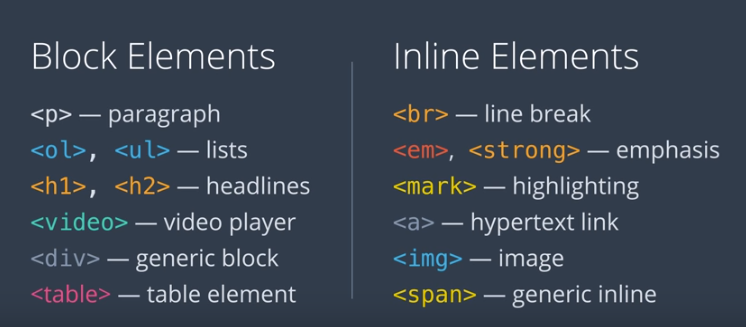 Block Elements
<p> — paragraph
<ol>, <ul> — lists
<h1>, <h2> — headlines
<video> — video player
<div> — generic block
<table> — table element
Inline Elements
<br> — line break
<em>, <strong> — emphasis
<mark> — highlighting
<a> — hypertext link
<img> — image
<span> — generic inline